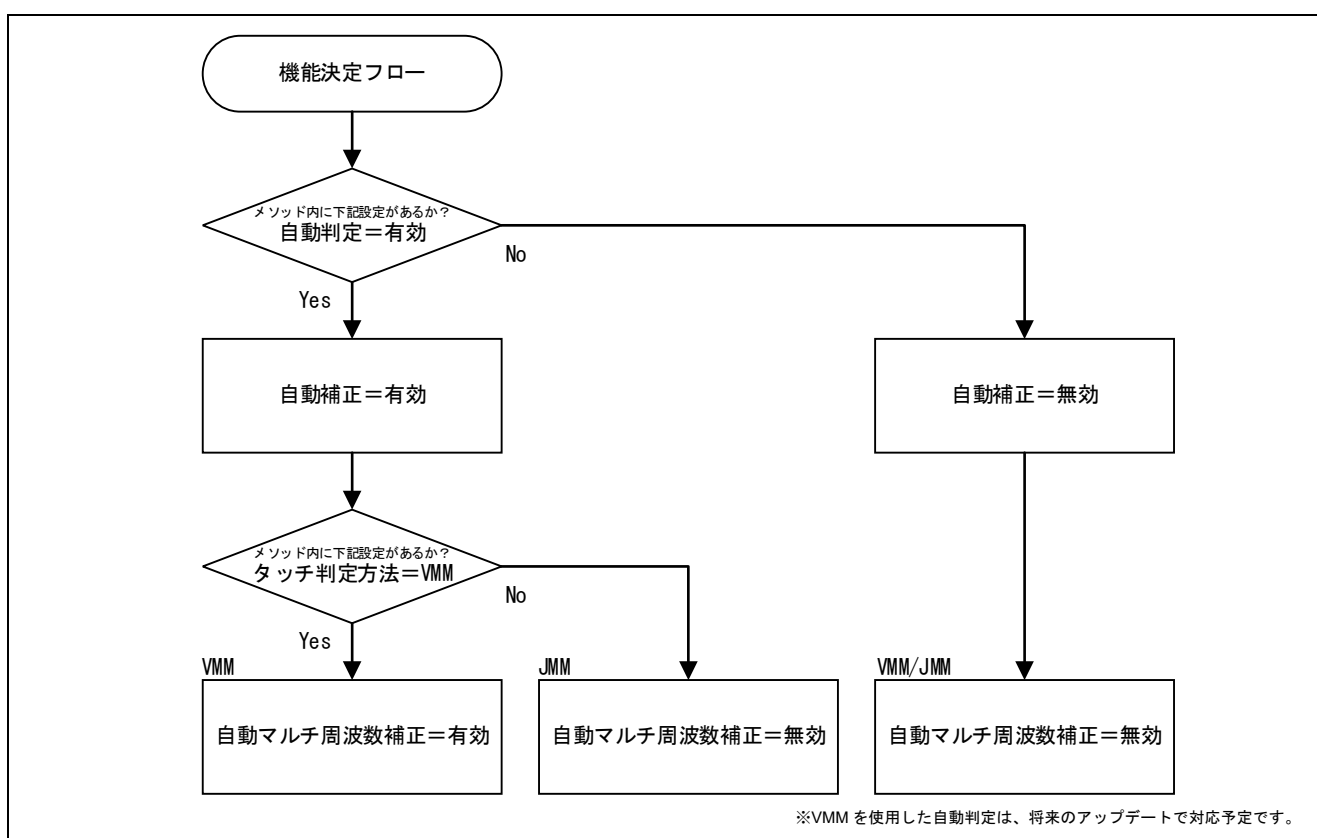 機能決定フロー
メソッド内に下記設定があるか？
自動判定＝有効
No
Yes
自動補正＝有効
自動補正＝無効
メソッド内に下記設定があるか？
タッチ判定方法＝VMM
No
Yes
VMM
JMM
VMM/JMM
自動マルチ周波数補正＝有効
自動マルチ周波数補正＝無効
自動マルチ周波数補正＝無効
※VMM を使用した自動判定は、将来のアップデートで対応予定です。